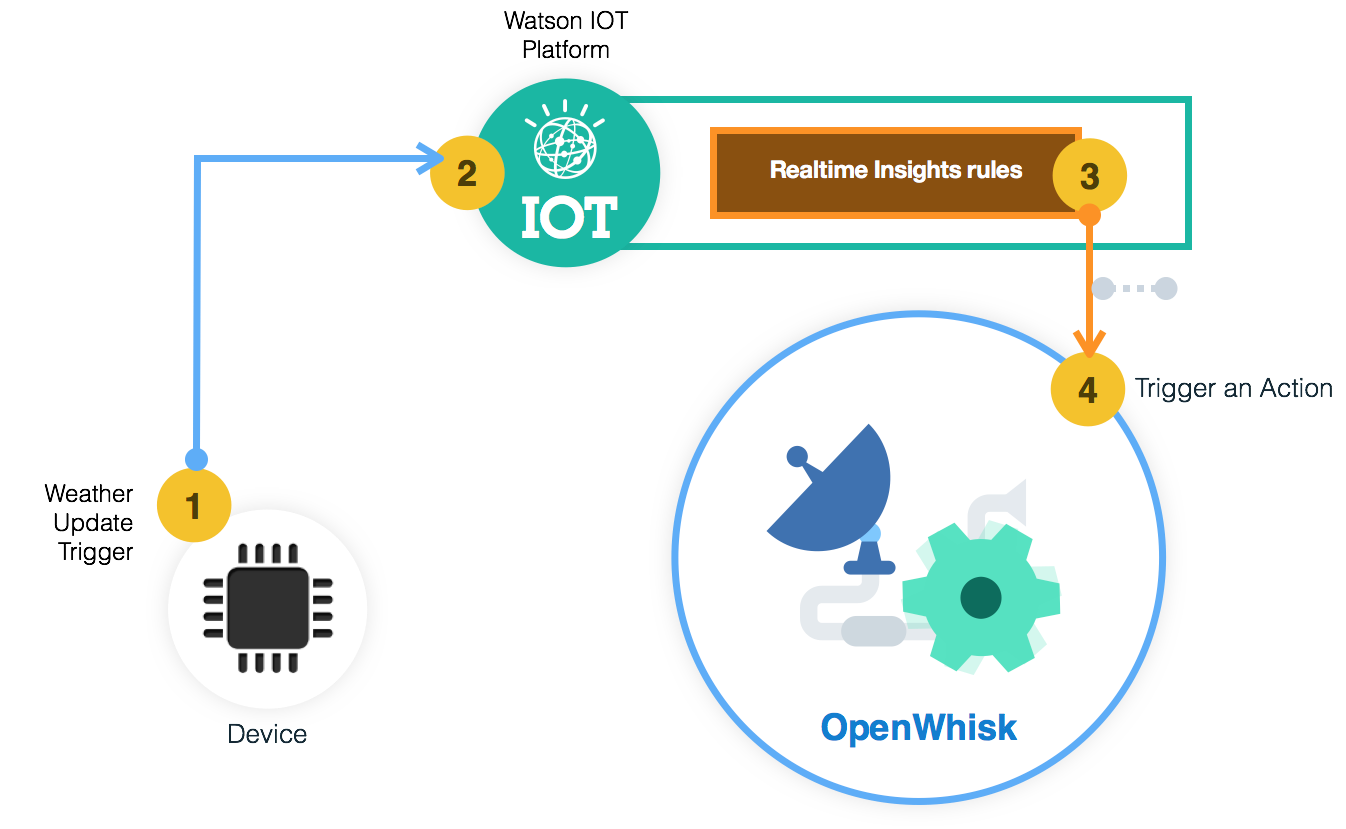 Watson IOT
Platform
IOT
2
Realtime Insights rules
3
4
Trigger an Action
1
Weather
Update
Trigger
Device
OpenWhisk